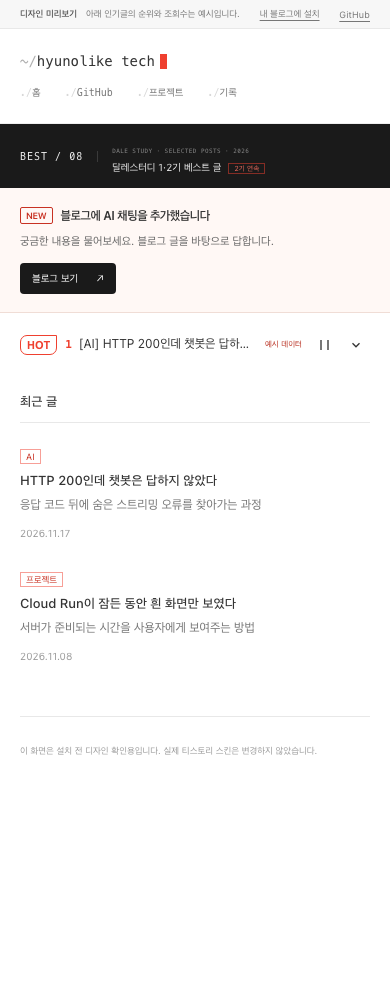 디자인 미리보기 아래 인기글의 순위와 조회수는 예시입니다. 내 블로그에 설치 GitHub
~/hyunolike tech
./홈 ./GitHub ./프로젝트 ./기록
BEST / 08
DALE STUDY · SELECTED POSTS · 2026
달레스터디 1·2기 베스트 글 2기 연속
NEW 블로그에 AI 채팅을 추가했습니다
궁금한 내용을 물어보세요. 블로그 글을 바탕으로 답합니다.
블로그 보기 ↗
HOT 1 [AI] HTTP 200인데 챗봇은 답하... 예시 데이터
최근 글
AI
HTTP 200인데 챗봇은 답하지 않았다
응답 코드 뒤에 숨은 스트리밍 오류를 찾아가는 과정
2026.11.17
프로젝트
Cloud Run이 잠든 동안 흰 화면만 보였다
서버가 준비되는 시간을 사용자에게 보여주는 방법
2026.11.08
이 화면은 설치 전 디자인 확인용입니다. 실제 티스토리 스킨은 변경하지 않았습니다.